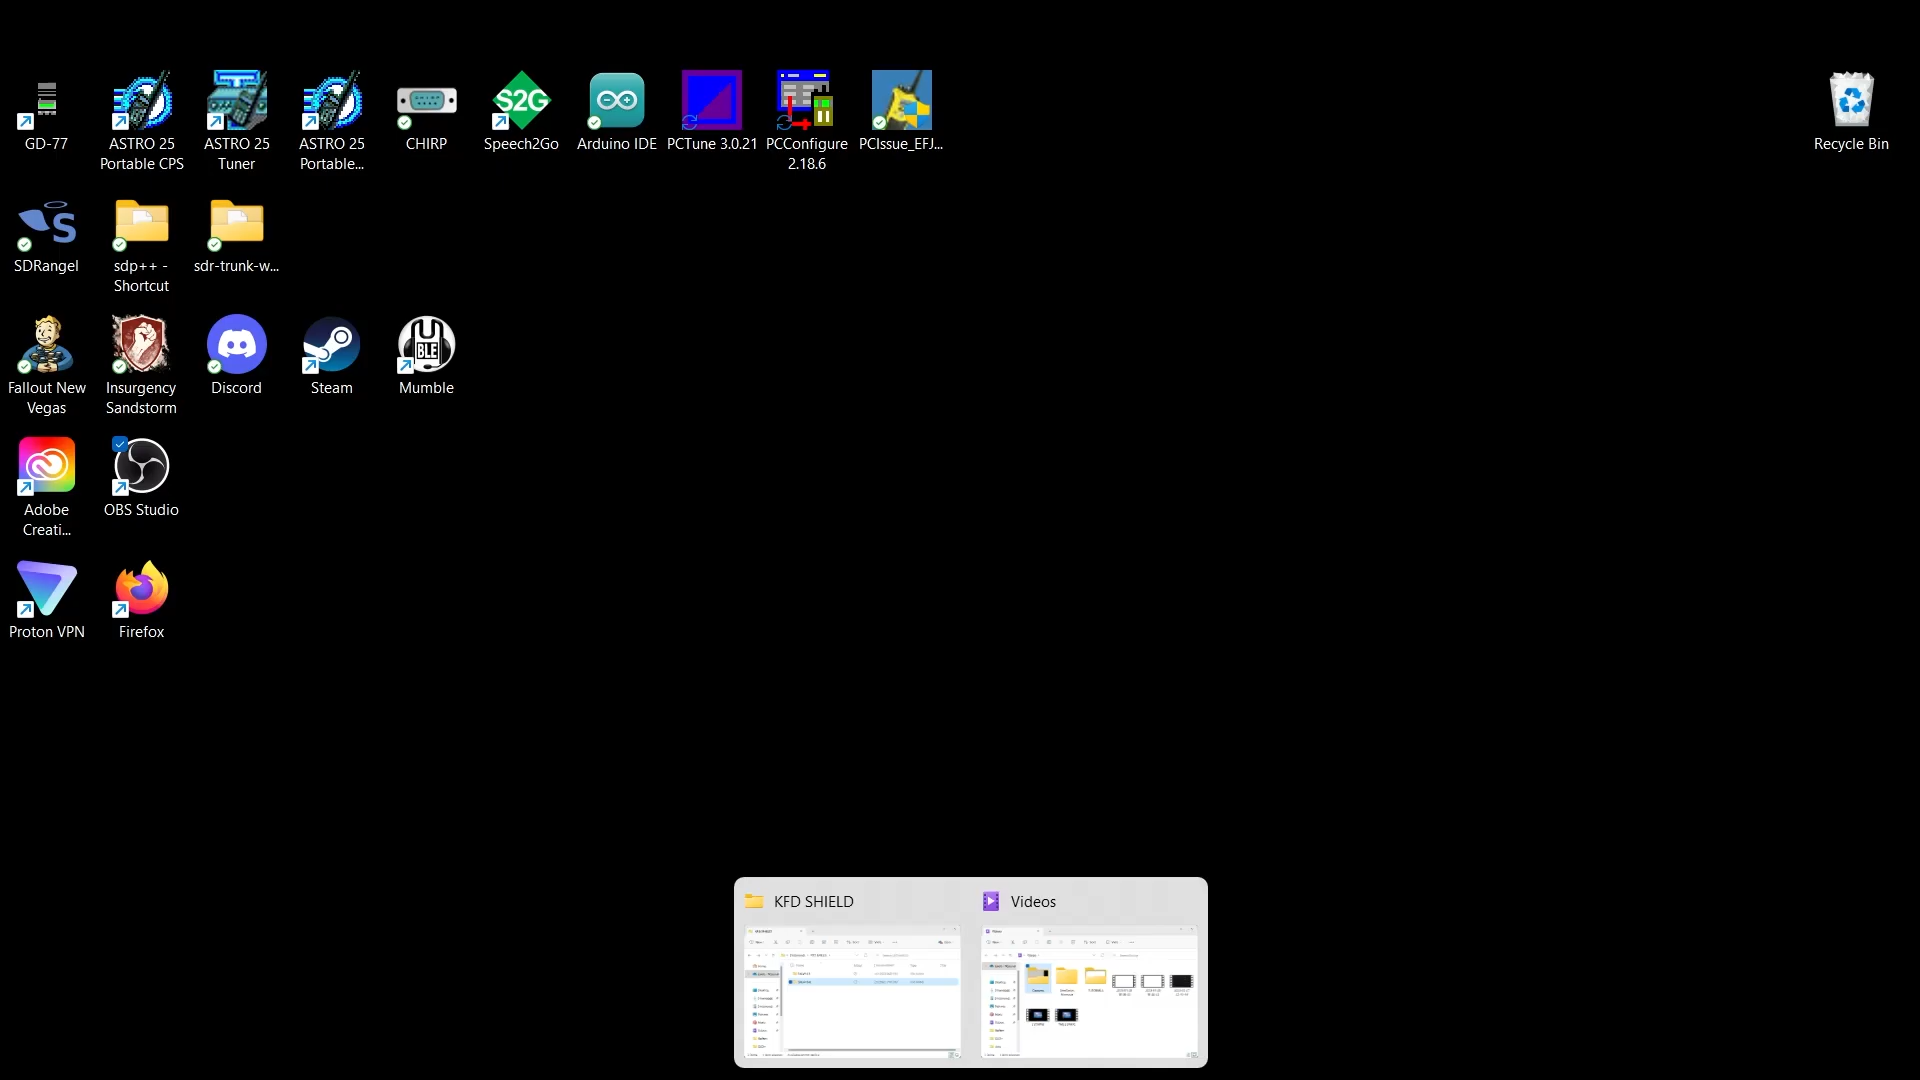 GD-77
ASTRO 25
Portable CPS
ASTRO 25
Tuner
ASTRO 25
Portable...
CHIRP
S2G
Speech2Go
Arduino IDE
PCTune 3.0.21
PCConfigure
2.18.6
PCIssue_EFJ...
Recycle Bin
S
SDRangel
sdp++ -
Shortcut
sdr-trunk-w...
Fallout New
Vegas
Insurgency
Sandstorm
Discord
Steam
BLE
Mumble
Adobe
Creati...
OBS Studio
Proton VPN
Firefox
KFD SHIELD
Videos